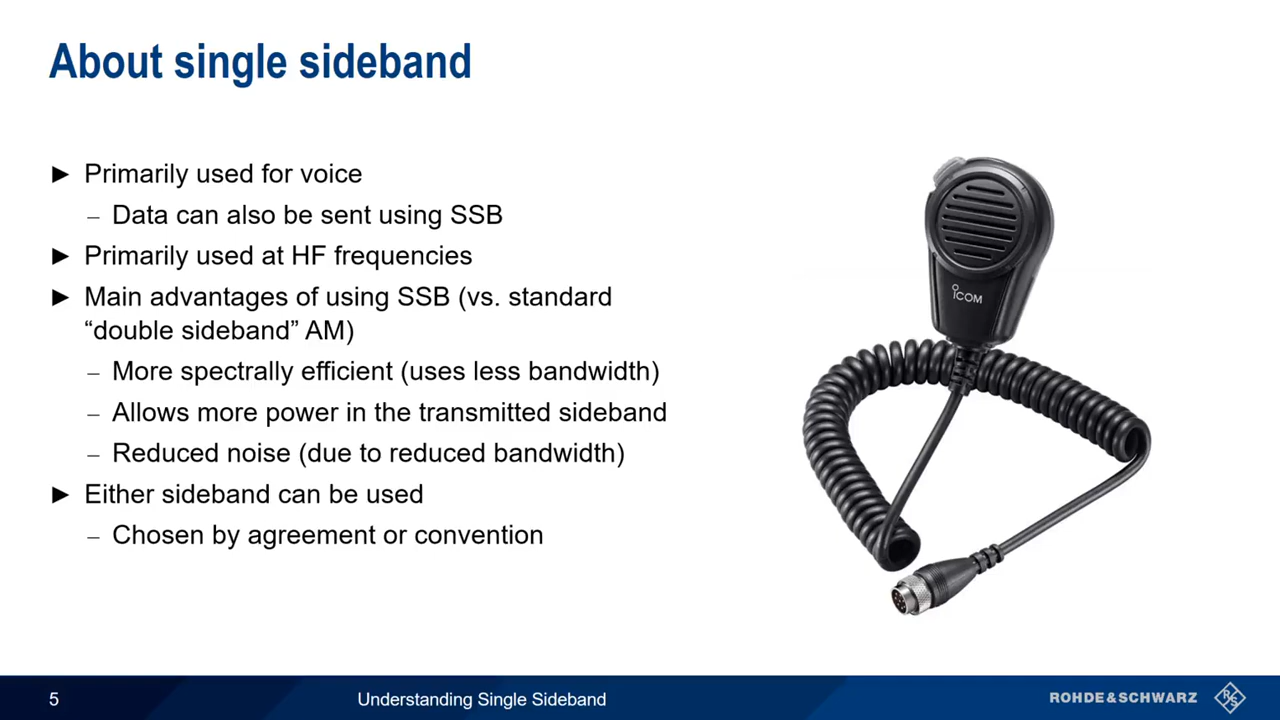 About single sideband
► Primarily used for voice
– Data can also be sent using SSB
► Primarily used at HF frequencies
► Main advantages of using SSB (vs. standard
“double sideband” AM)
– More spectrally efficient (uses less bandwidth)
– Allows more power in the transmitted sideband
– Reduced noise (due to reduced bandwidth)
► Either sideband can be used
– Chosen by agreement or convention
ICOM
5
Understanding Single Sideband
ROHDE & SCHWARZ
R S